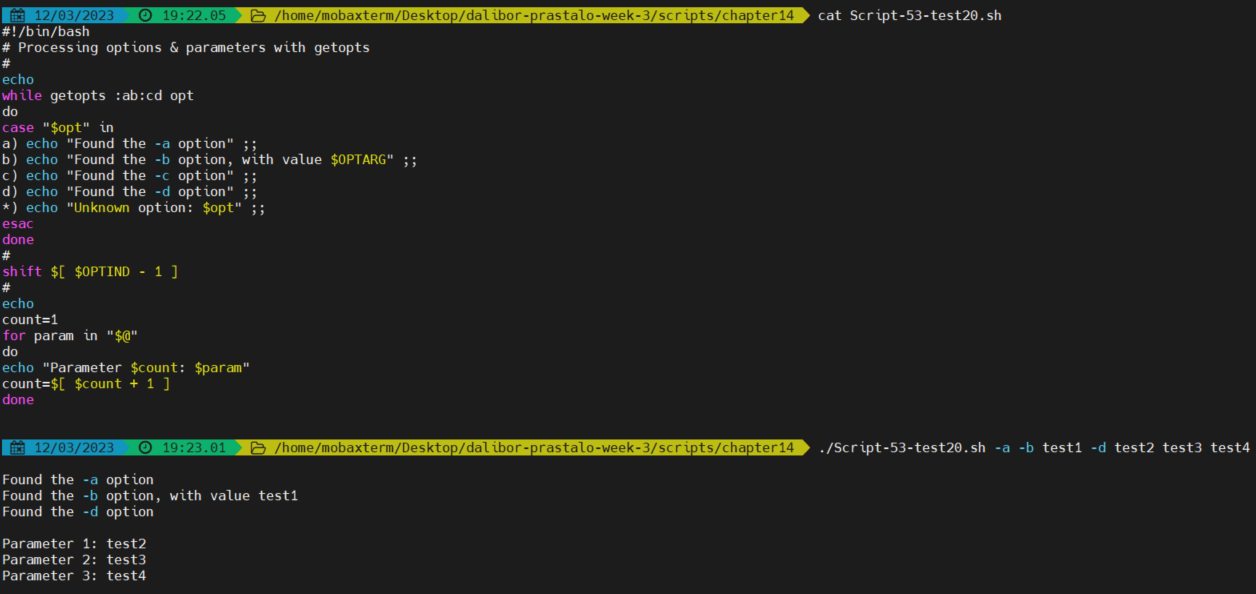 12/03/2023 19:22.05 /home/mobaxterm/Desktop/dalibor-prastalo-week-3/scripts/chapter14 cat Script-53-test20.sh
#!/bin/bash
# Processing options & parameters with getopts
#
echo
while getopts :ab:cd opt
do
case "$opt" in
a) echo "Found the -a option" ;;
b) echo "Found the -b option, with value $OPTARG" ;;
c) echo "Found the -c option" ;;
d) echo "Found the -d option" ;;
*) echo "Unknown option: $opt" ;;
esac
done
#
shift $[ $OPTIND - 1 ]
#
echo
count=1
for param in "$@"
do
echo "Parameter $count: $param"
count=$[ $count + 1 ]
done
12/03/2023 19:23.01 /home/mobaxterm/Desktop/dalibor-prastalo-week-3/scripts/chapter14 ./Script-53-test20.sh -a -b test1 -d test2 test3 test4
Found the -a option
Found the -b option, with value test1
Found the -d option
Parameter 1: test2
Parameter 2: test3
Parameter 3: test4